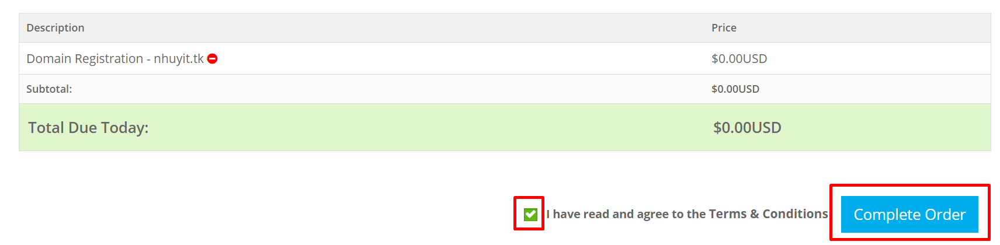 Description Price
Domain Registration - nhuyit.tk $0.00USD
Subtotal: $0.00USD
Total Due Today: $0.00USD
I have read and agree to the Terms & Conditions Complete Order